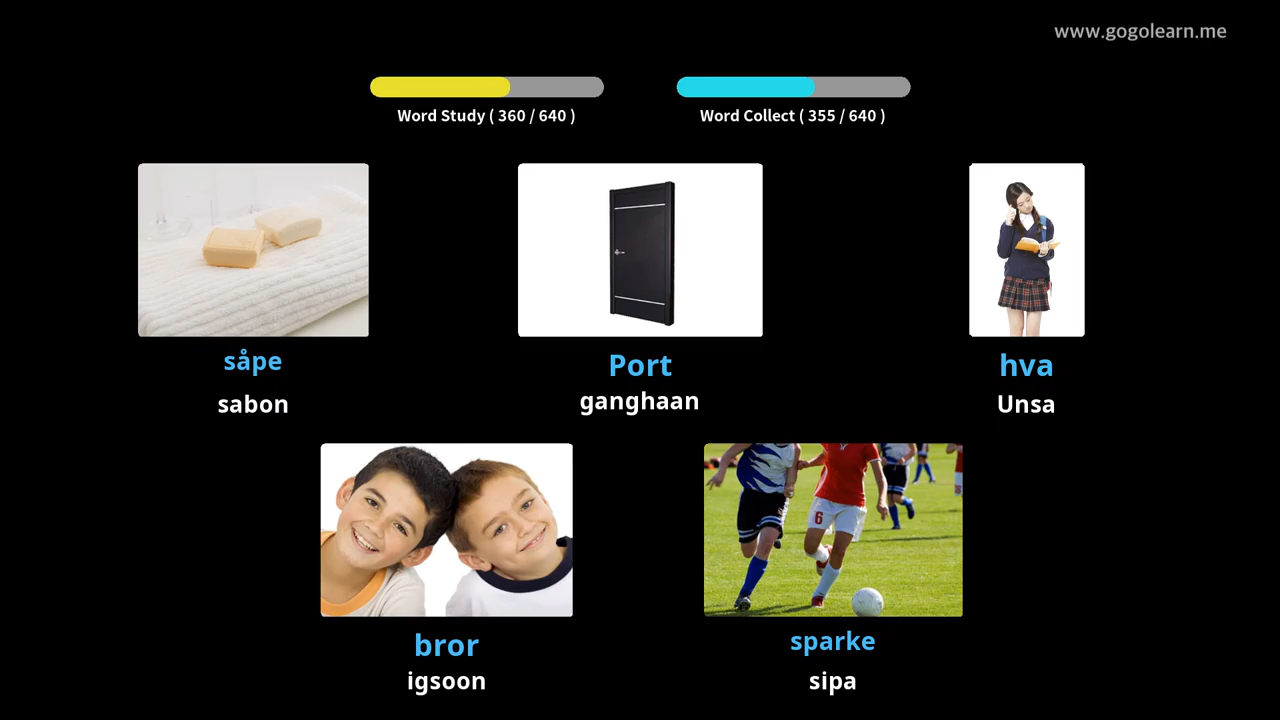 www.gogolearn.me
Word Study ( 360 / 640 )
Word Collect ( 355 / 640 )
såpe
sabon
Port
ganghaan
hva
Unsa
6
bror
igsoon
sparke
sipa